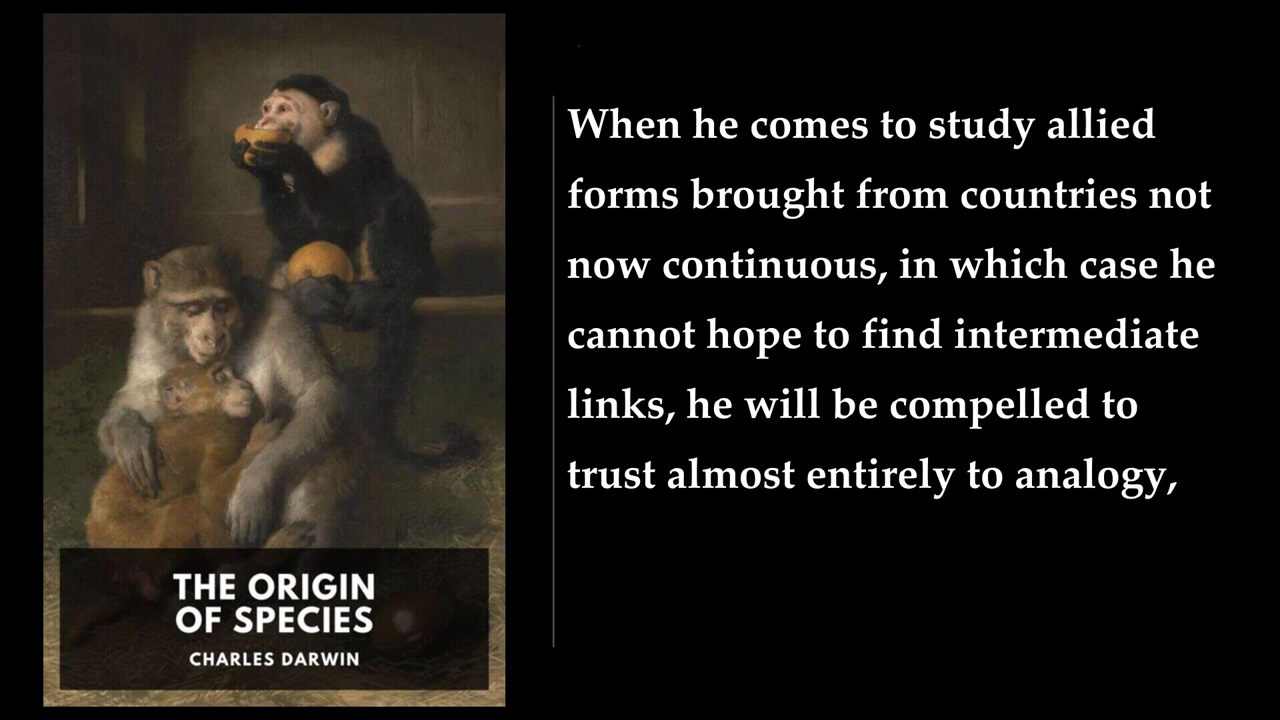 THE ORIGIN
OF SPECIES
CHARLES DARWIN
When he comes to study allied
forms brought from countries not
now continuous, in which case he
cannot hope to find intermediate
links, he will be compelled to
trust almost entirely to analogy,